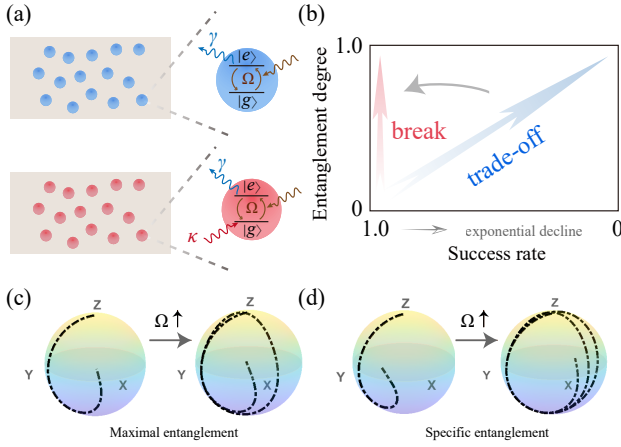 (a)
γ
|e⟩
(Ω)
|g⟩
γ
|e⟩
(Ω)
|g⟩
κ
(b)
Entanglement degree
1.0
0
break
trade-off
1.0
exponential decline
0
Success rate
(c)
Z
Y
X
Ω ↑
Z
Y
X
Maximal entanglement
(d)
Z
Y
X
Ω ↑
Z
Y
X
Specific entanglement